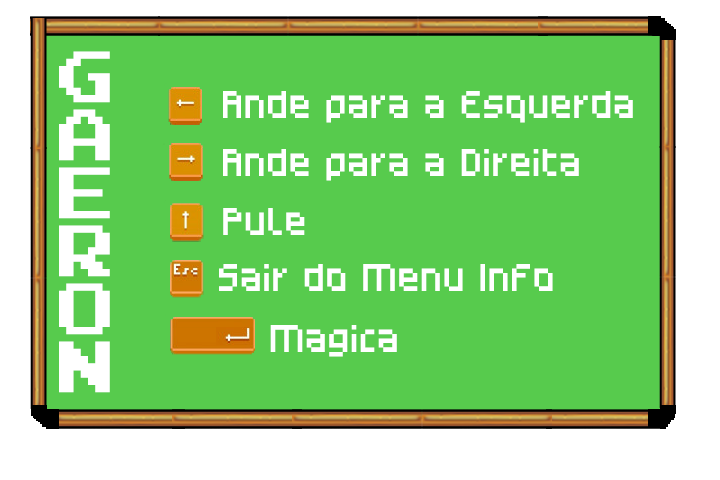 GAERON
← Ande para a Esquerda
→ Ande para a Direita
↑ Pule
Esc Sair do Menu Info
↵ Magica